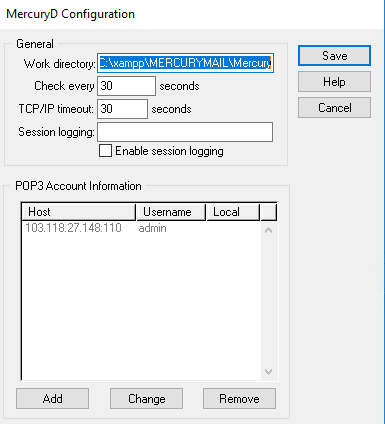 MercuryD Configuration
General
Work directory: C:\xampp\MERCURYMAIL\Mercury
Save
Check every 30 seconds
Help
TCP/IP timeout: 30 seconds
Cancel
Session logging:
Enable session logging
POP3 Account Information
Host Username Local
103.118.27.148:110 admin
Add Change Remove